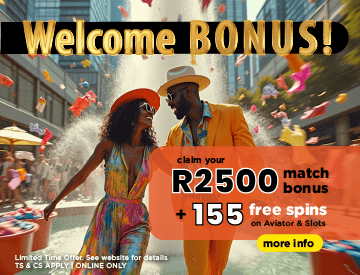 Welcome BONUS!
claim your
R2500 match bonus
+ 155 free spins
on Aviator & Slots
more info
Limited Time Offer. See website for details
TS & CS APPLY | ONLINE ONLY